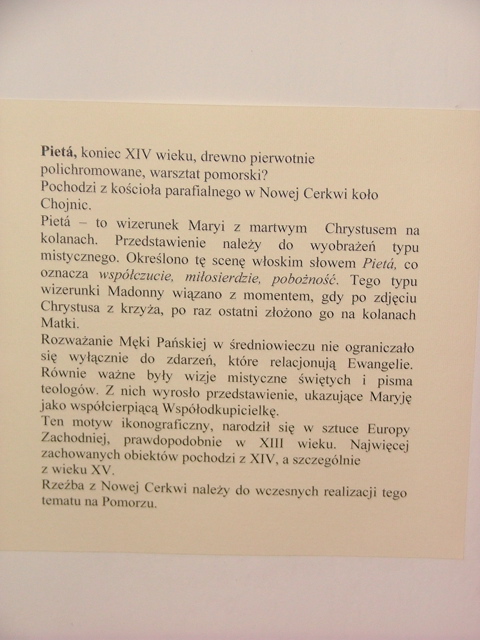 Pietá, koniec XIV wieku, drewno pierwotnie
polichromowane, warsztat pomorski?
Pochodzi z kościoła parafialnego w Nowej Cerkwi koło
Chojnic.
Pietá – to wizerunek Maryi z martwym Chrystusem na
kolanach. Przedstawienie należy do wyobrażeń typu
mistycznego. Określono tę scenę włoskim słowem Pietá, co
oznacza współczucie, miłosierdzie, pobożność. Tego typu
wizerunki Madonny wiązano z momentem, gdy po zdjęciu
Chrystusa z krzyża, po raz ostatni złożono go na kolanach
Matki.
Rozważanie Męki Pańskiej w średniowieczu nie ograniczało
się wyłącznie do zdarzeń, które relacjonują Ewangelie.
Równie ważne były wizje mistyczne świętych i pisma
teologów. Z nich wyrosło przedstawienie, ukazujące Maryję
jako współcierpiącą Współodkupicielkę.
Ten motyw ikonograficzny, narodził się w sztuce Europy
Zachodniej, prawdopodobnie w XIII wieku. Najwięcej
zachowanych obiektów pochodzi z XIV, a szczególnie
z wieku XV.
Rzeźba z Nowej Cerkwi należy do wczesnych realizacji tego
tematu na Pomorzu.